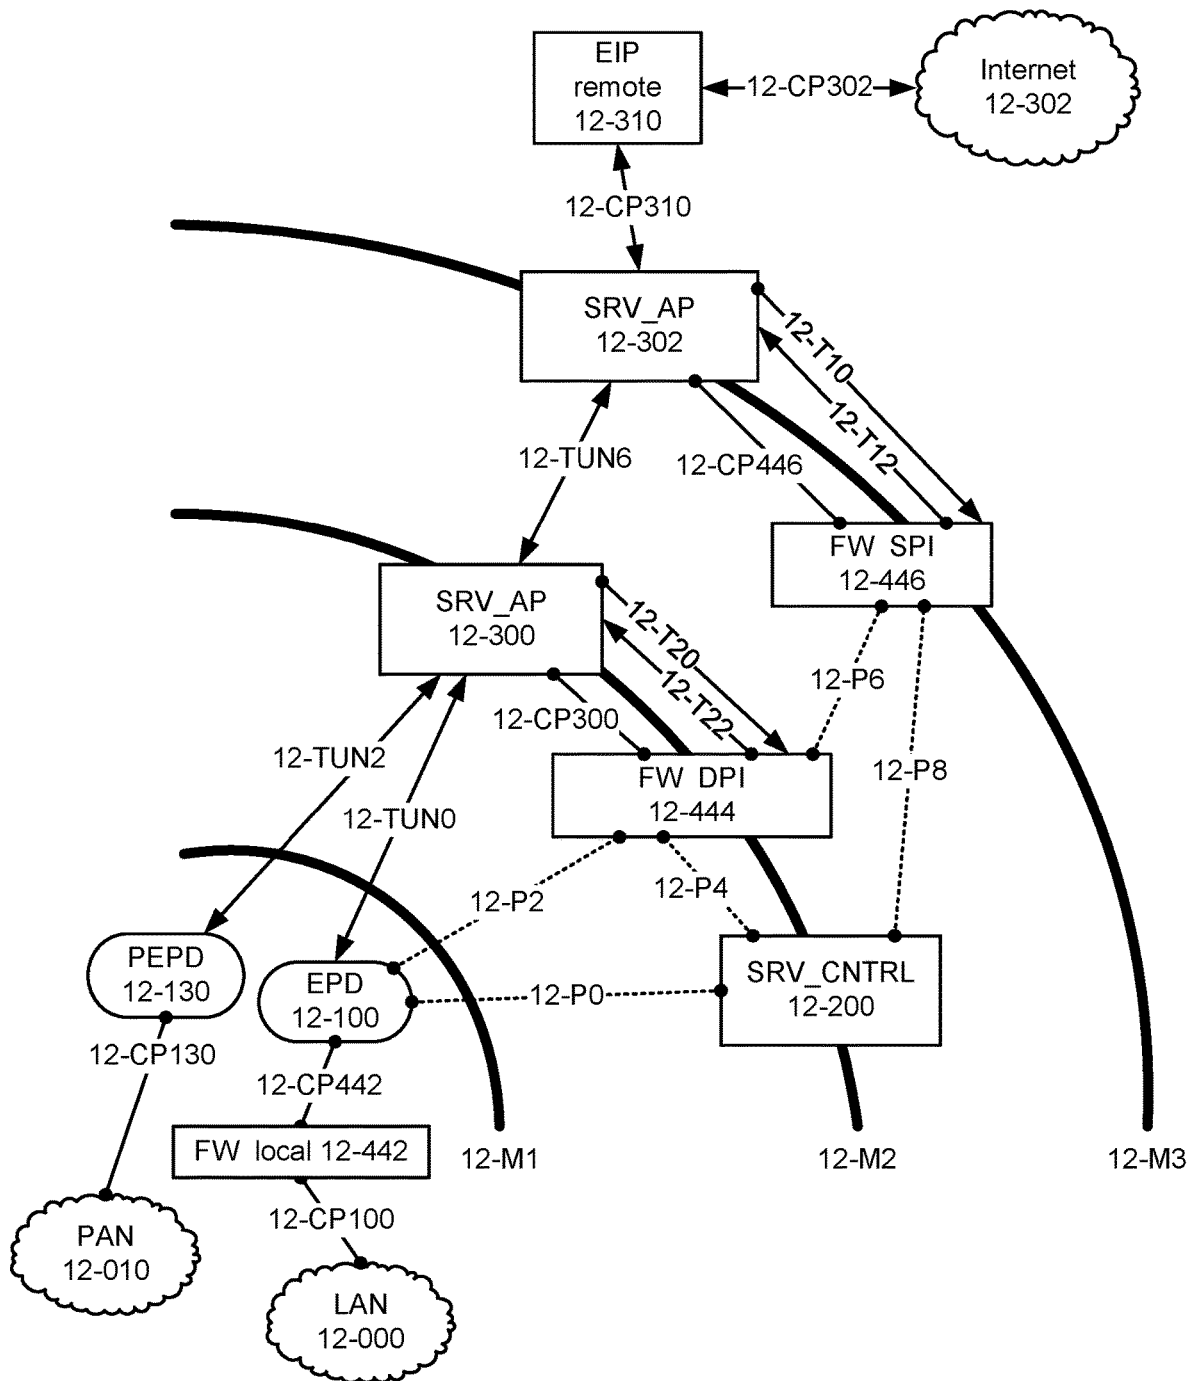 EIP
remote
12-310
12-CP302
Internet
12-302
12-CP310
SRV_AP
12-302
12-T10
12-T12
12-TUN6
12-CP446
FW SPI
12-446
SRV_AP
12-300
12-T20
12-T22
12-CP300
12-P6
12-TUN2
12-P8
FW DPI
12-444
12-TUN0
12-P2
12-P4
PEPD
12-130
EPD
12-100
12-P0
SRV_CNTRL
12-200
12-CP130
12-CP442
FW local 12-442
12-M1
12-M2
12-M3
12-CP100
PAN
12-010
LAN
12-000